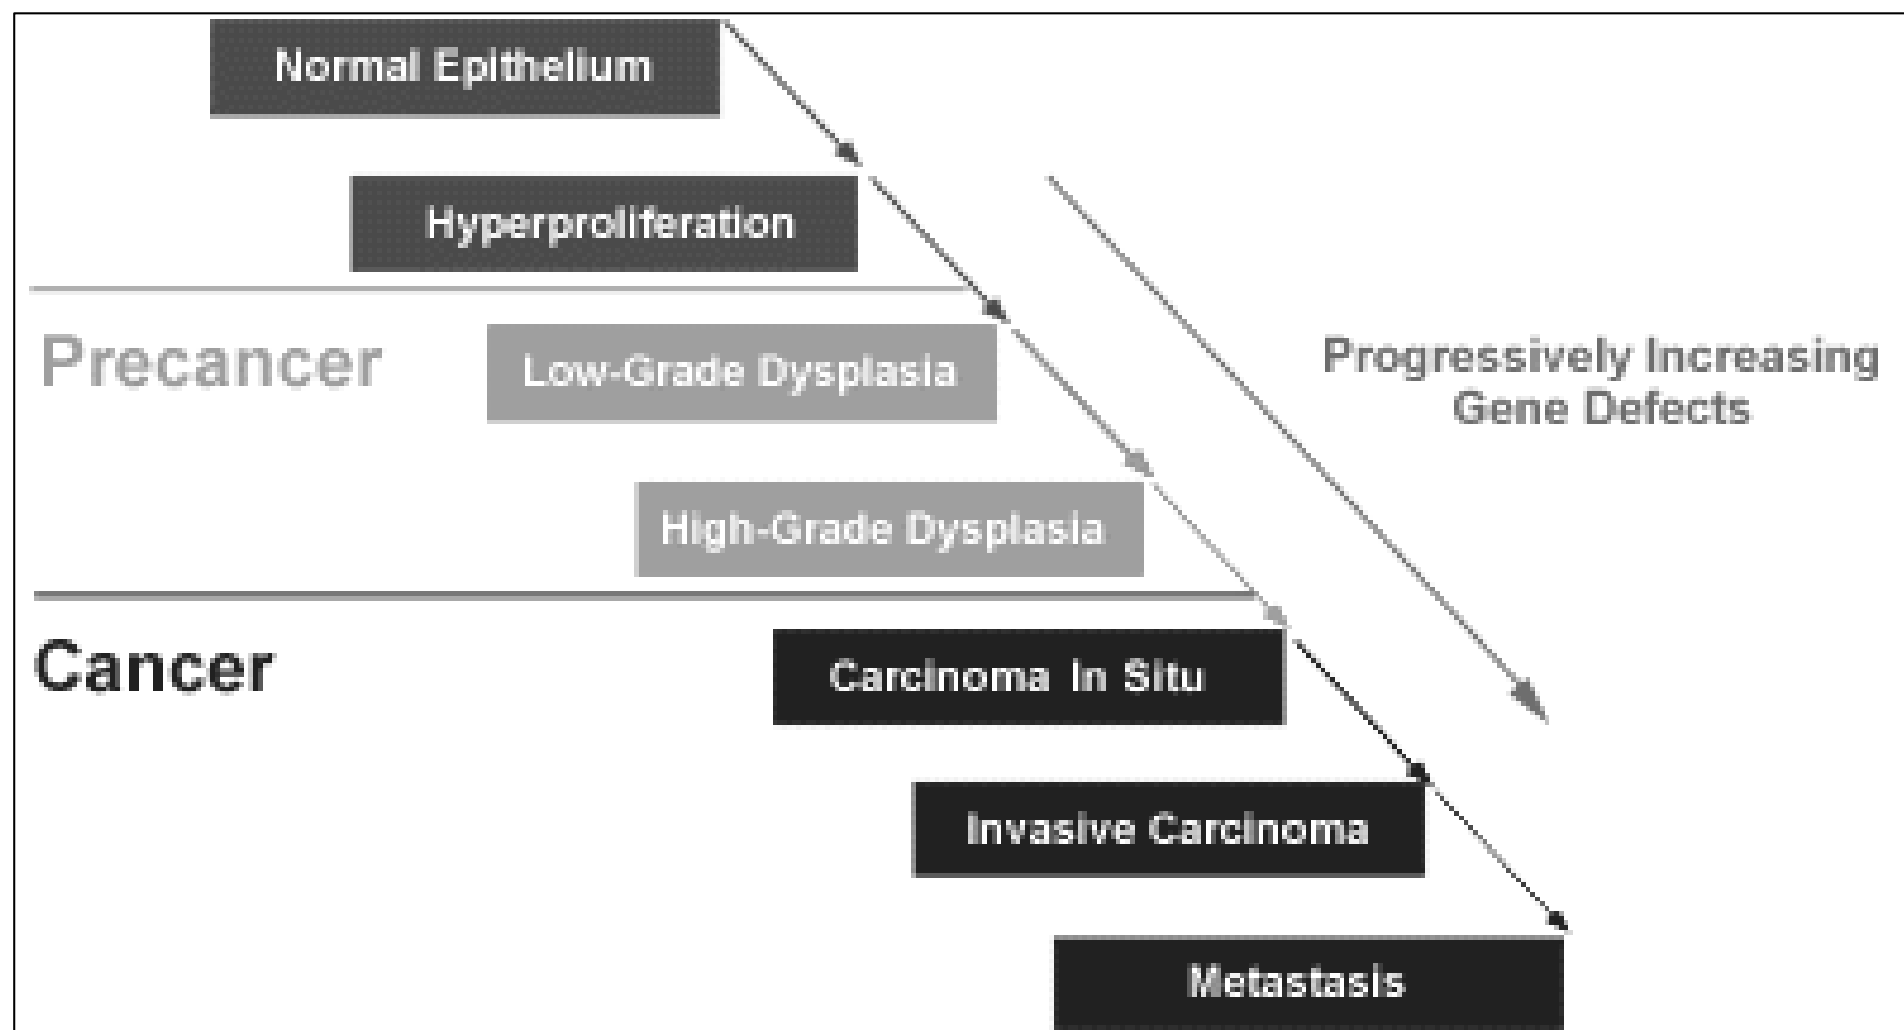 Normal Epithelium
Hyperproliferation
Precancer
Low-Grade Dysplasia
Progressively Increasing
Gene Defects
High-Grade Dysplasia
Cancer
Carcinoma In Situ
Invasive Carcinoma
Metastasis